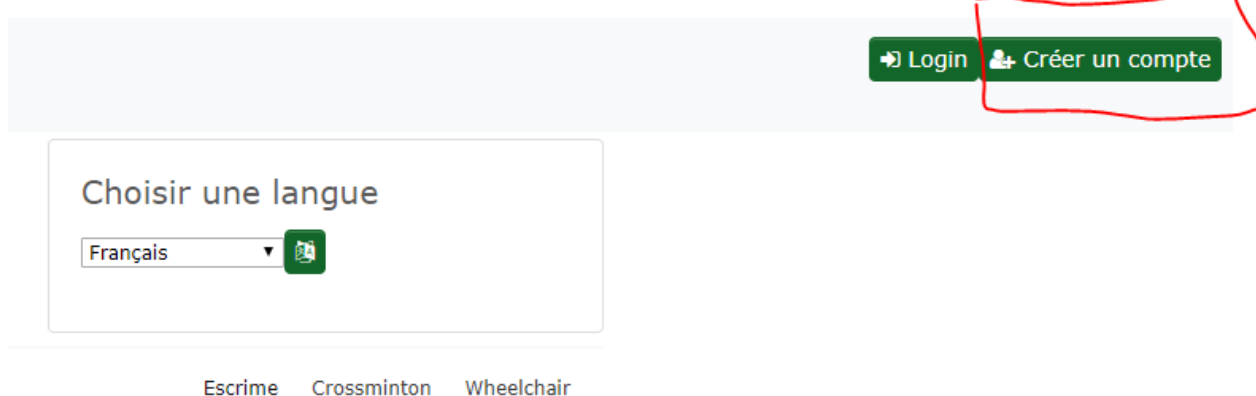 Login Créer un compte
Choisir une langue
Français
Escrime Crossminton Wheelchair